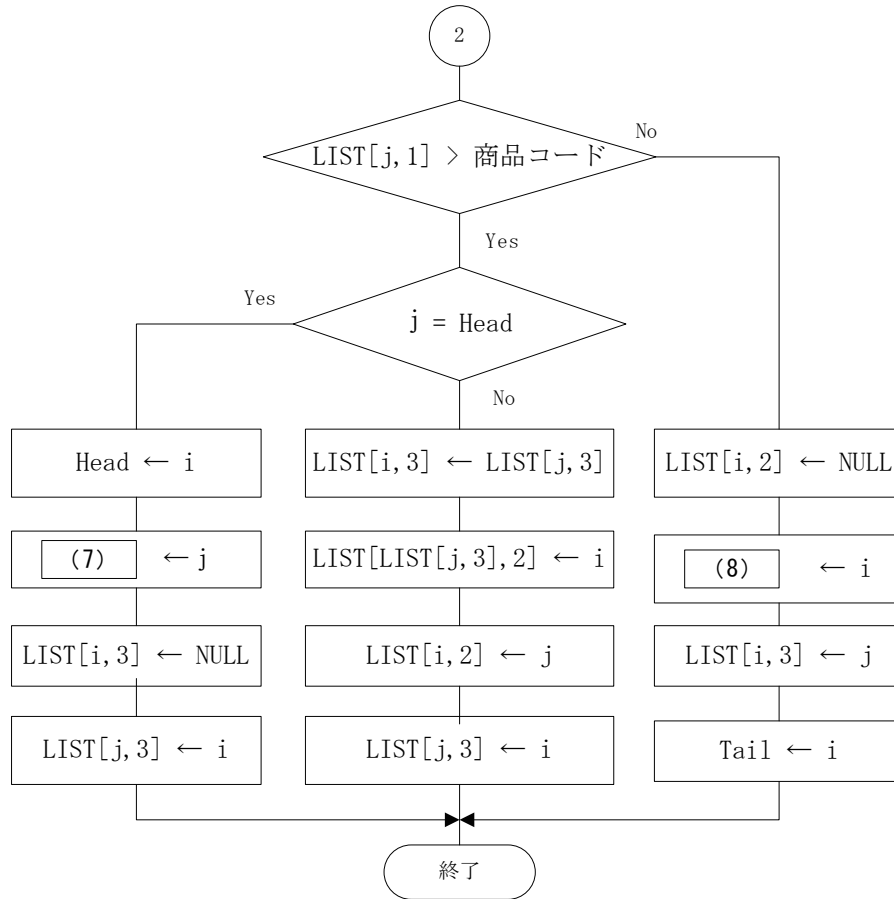 2
LIST[j,1] > 商品コード
No
Yes
Yes
j = Head
No
Head ← i
LIST[i,3] ← LIST[j,3]
LIST[i,2] ← NULL
(7) ← j
LIST[LIST[j,3],2] ← i
(8) ← i
LIST[i,3] ← NULL
LIST[i,2] ← j
LIST[i,3] ← j
LIST[j,3] ← i
LIST[j,3] ← i
Tail ← i
終了